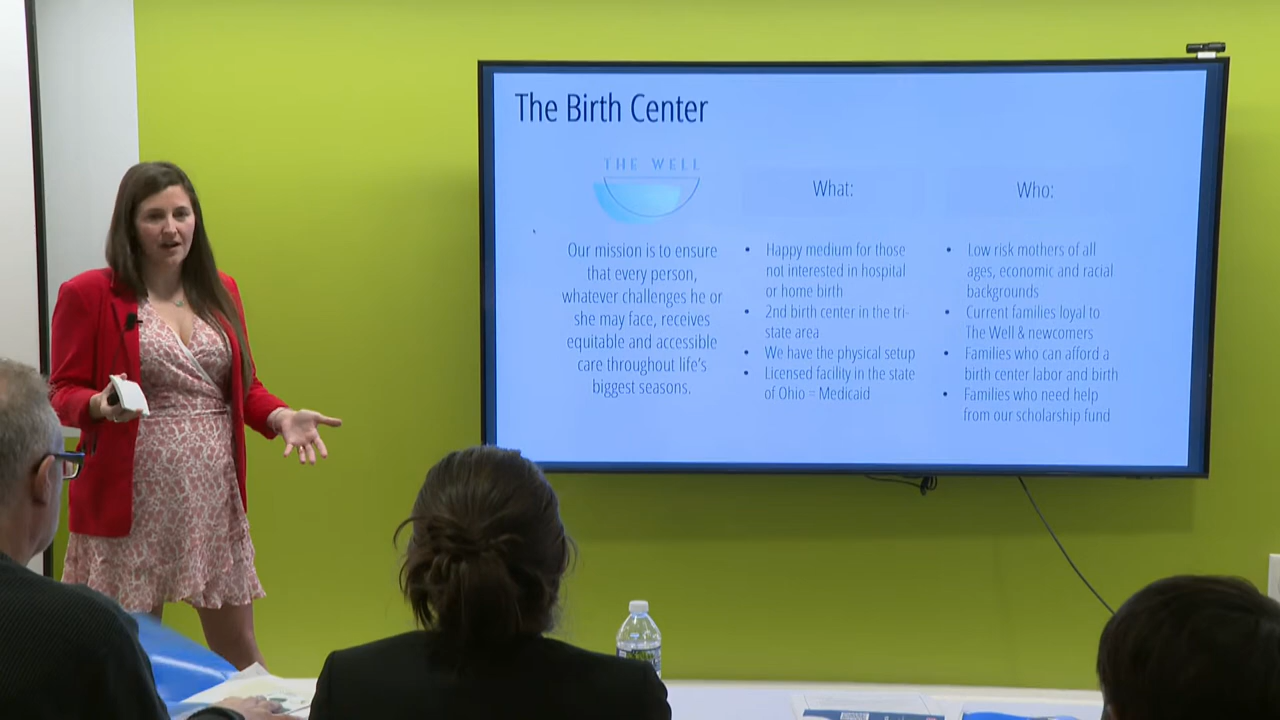 The Birth Center
THE WELL
Our mission is to ensure
that every person,
whatever challenges he or
she may face, receives
equitable and accessible
care throughout life's
biggest seasons.
What:
• Happy medium for those
not interested in hospital
or home birth
• 2nd birth center in the tri-
state area
• We have the physical setup
• Licensed facility in the state
of Ohio = Medicaid
Who:
• Low risk mothers of all
ages, economic and racial
backgrounds
• Current families loyal to
The Well & newcomers
• Families who can afford a
birth center labor and birth
• Families who need help
from our scholarship fund